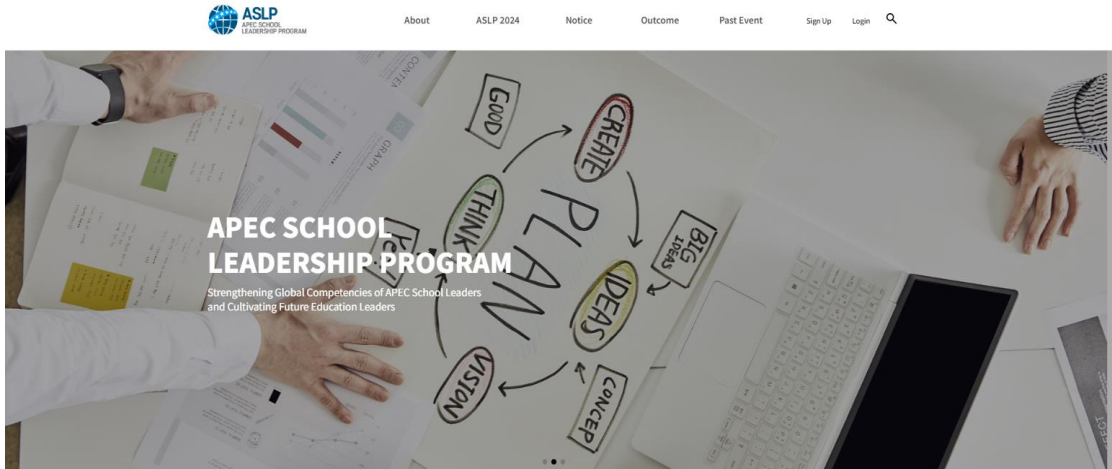 ASLP
APEC SCHOOL
LEADERSHIP PROGRAM
About
ASLP 2024
Notice
Outcome
Past Event
Sign Up
Login
APEC SCHOOL
LEADERSHIP PROGRAM
Strengthening Global Competencies of APEC School Leaders
and Cultivating Future Education Leaders
GOOD
CREATE
THINK
PLAN
BIG
IDEAS
IDEAS
VISION
CONCEP
GRAPH